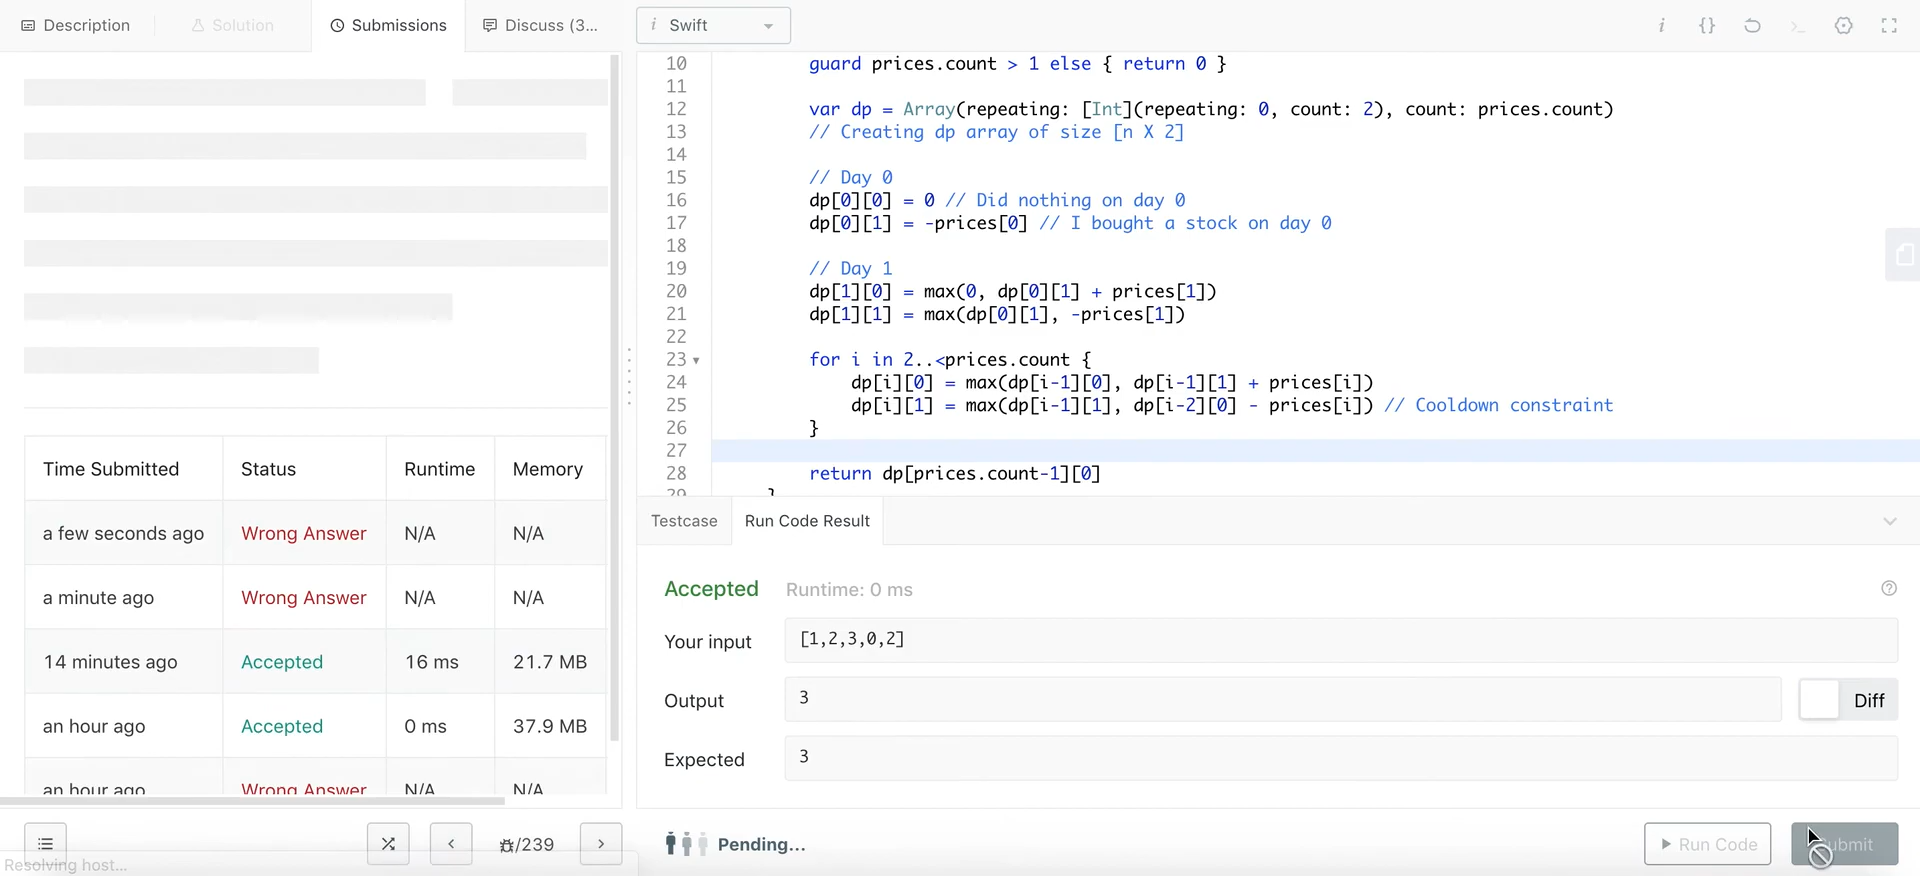 Description
Solution
Submissions
Discuss (3...
i Swift
i {}
10 guard prices.count > 1 else { return 0 }
11
12 var dp = Array(repeating: [Int](repeating: 0, count: 2), count: prices.count)
13 // Creating dp array of size [n X 2]
14
15 // Day 0
16 dp[0][0] = 0 // Did nothing on day 0
17 dp[0][1] = -prices[0] // I bought a stock on day 0
18
19 // Day 1
20 dp[1][0] = max(0, dp[0][1] + prices[1])
21 dp[1][1] = max(dp[0][1], -prices[1])
22
23 for i in 2..<prices.count {
24 dp[i][0] = max(dp[i-1][0], dp[i-1][1] + prices[i])
25 dp[i][1] = max(dp[i-1][1], dp[i-2][0] - prices[i]) // Cooldown constraint
26 }
27
28 return dp[prices.count-1][0]
29 }
Time Submitted Status Runtime Memory
a few seconds ago Wrong Answer N/A N/A
a minute ago Wrong Answer N/A N/A
14 minutes ago Accepted 16 ms 21.7 MB
an hour ago Accepted 0 ms 37.9 MB
an hour ago Wrong Answer N/A N/A
Testcase
Run Code Result
Accepted Runtime: 0 ms
Your input [1,2,3,0,2]
Output 3
Diff
Expected 3
/239
Pending...
Run Code
Submit
Resolving host...